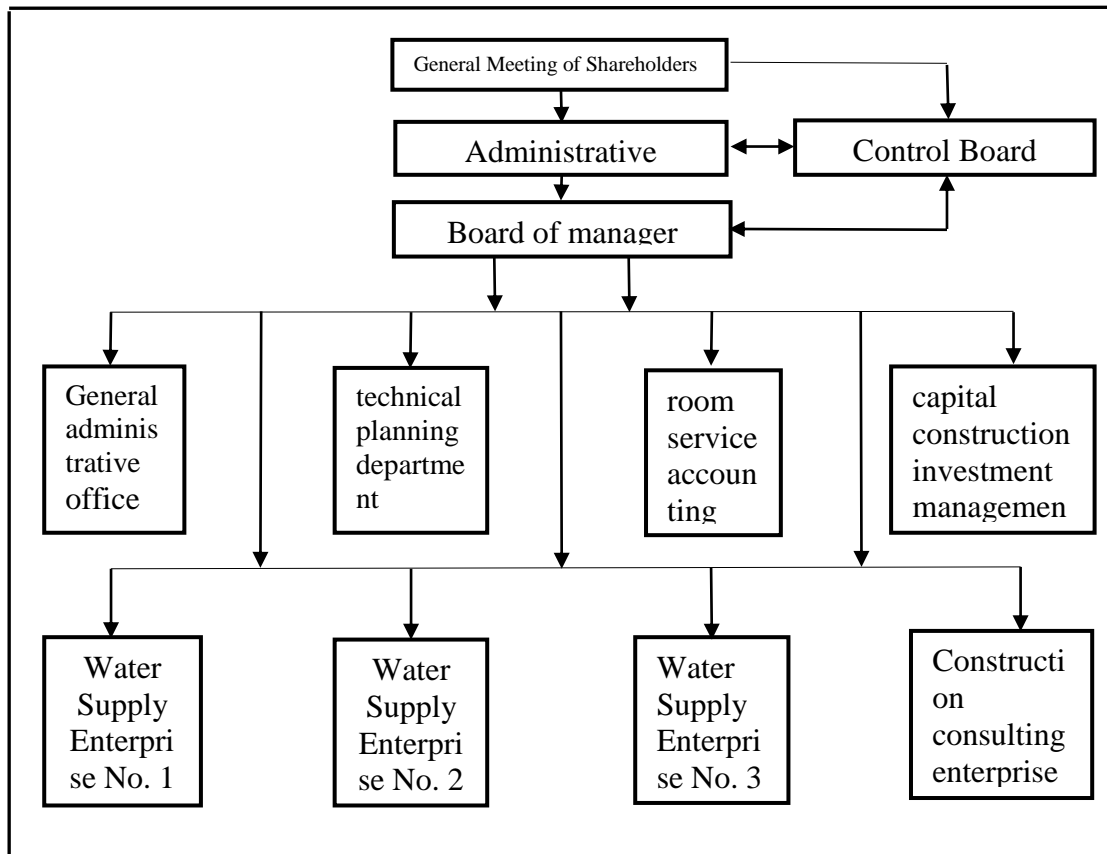 General Meeting of Shareholders
Administrative
Control Board
Board of manager
General
adminis
trative
office
technical
planning
departme
nt
room
service
accoun
ting
capital
construction
investment
managemen
Water
Supply
Enterpri
se No. 1
Water
Supply
Enterpri
se No. 2
Water
Supply
Enterpri
se No. 3
Constructi
on
consulting
enterprise